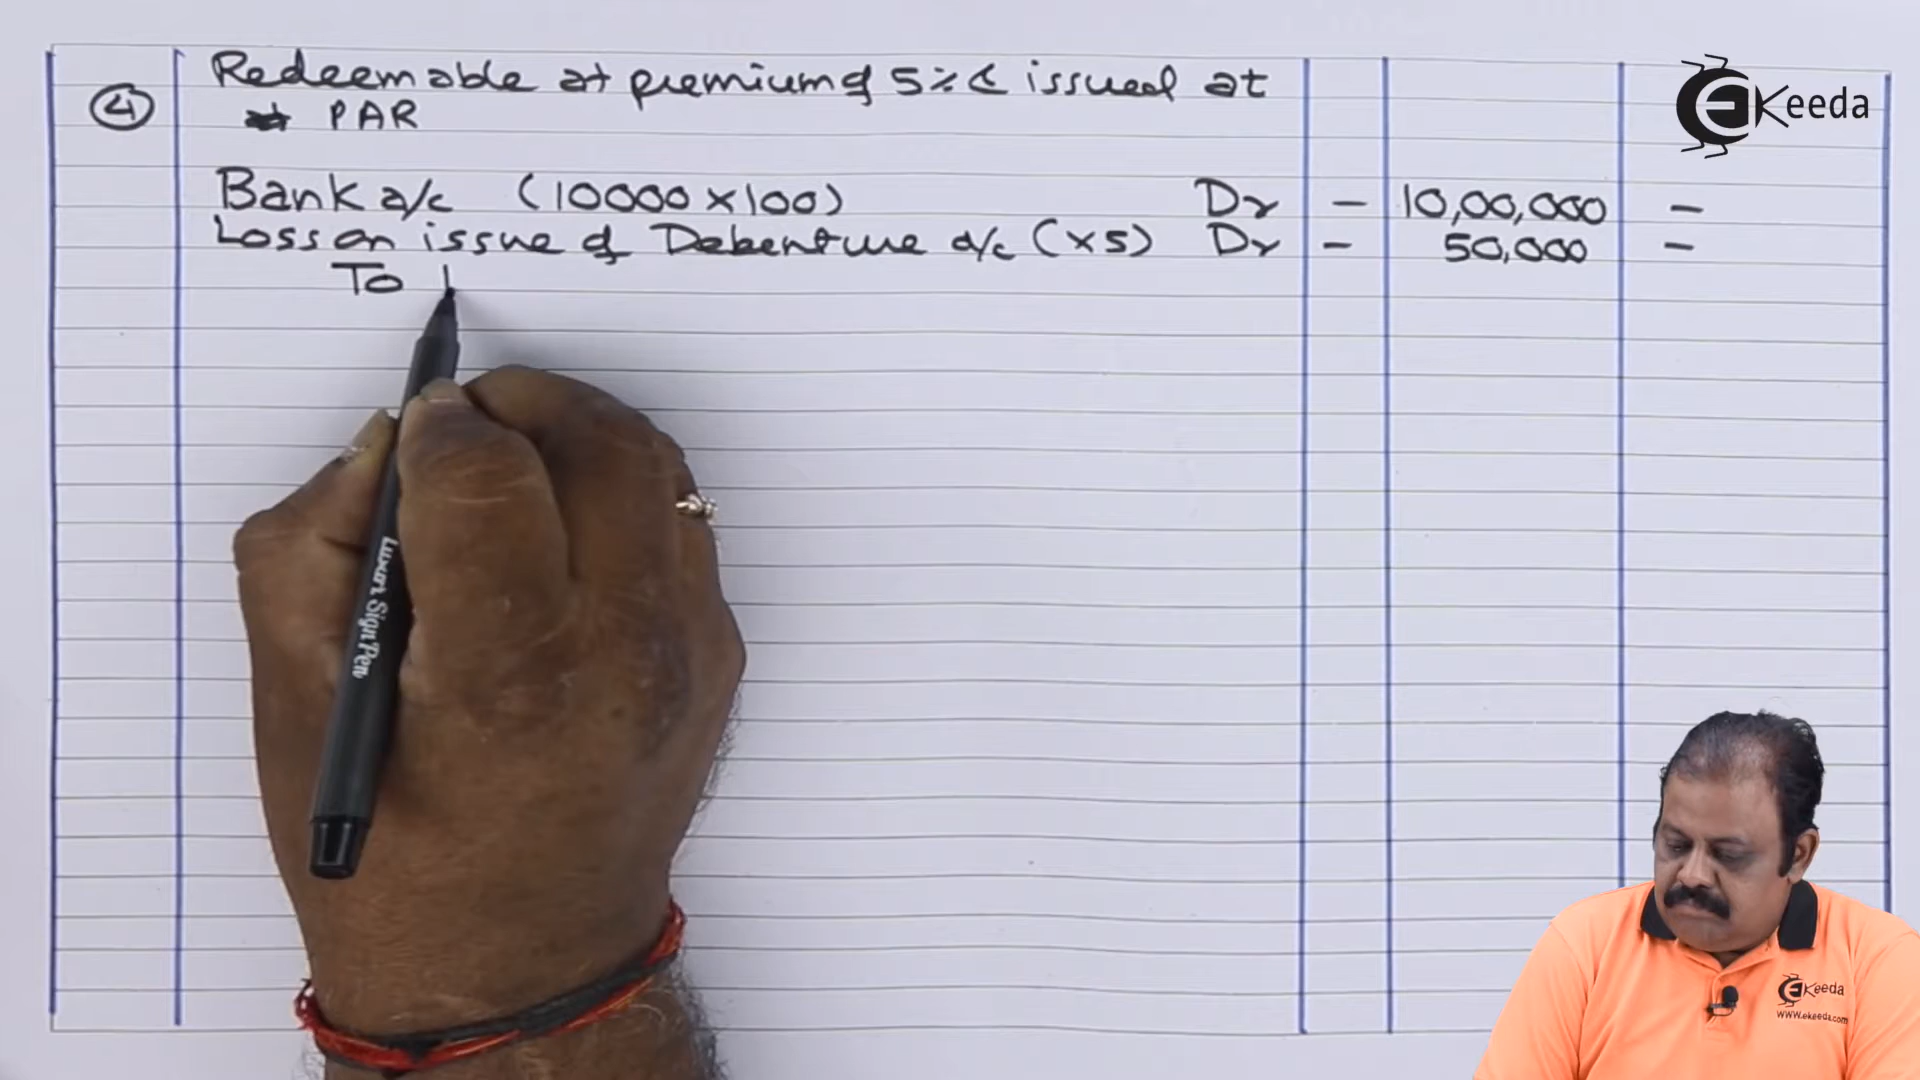 ④ Redeemable at premium of 5% & issued at
PAR
Bank a/c (10000 × 100) Dr - 10,00,000 -
Loss on issue of Debenture a/c (×5) Dr - 50,000 -
To
EKeeda
Luxor Sign Pen
EKeeda
www.ekeeda.com